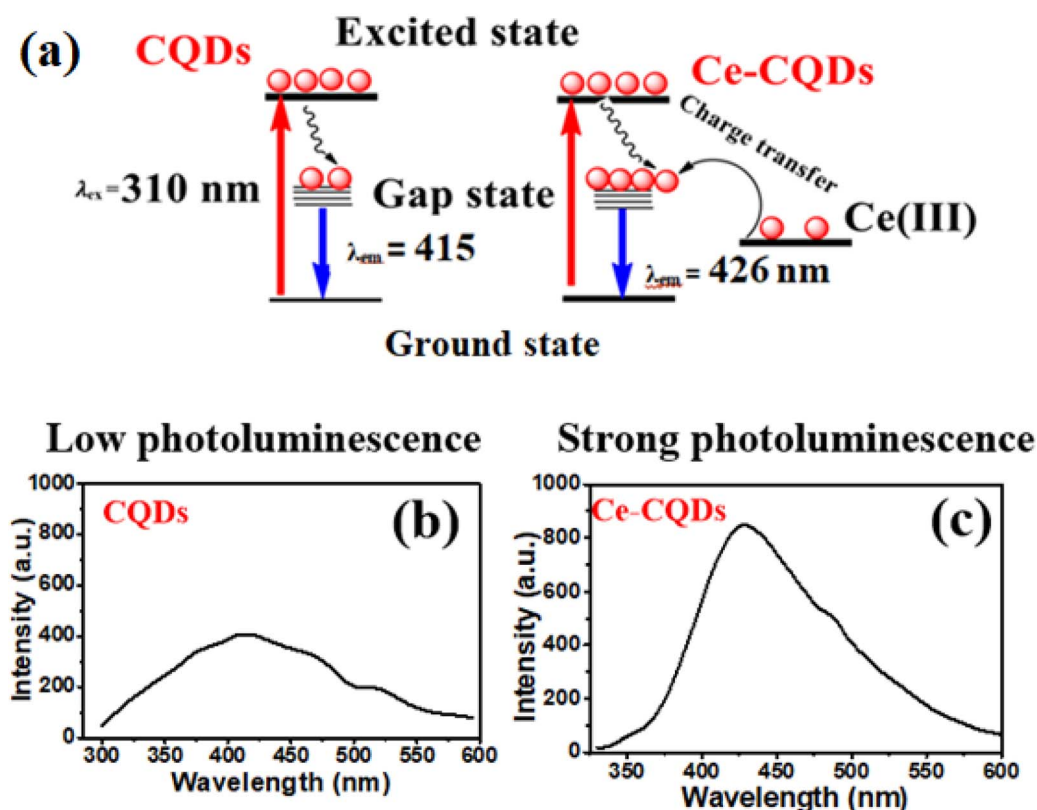 (a)
CQDs
Excited state
Ce-CQDs
Charge transfer
λex = 310 nm
Gap state
Ce(III)
λem = 415
λem = 426 nm
Ground state
Low photoluminescence
Strong photoluminescence
1000
800
600
400
200
0
Intensity (a.u.)
CQDs
(b)
300 350 400 450 500 550 600
Wavelength (nm)
1000
800
600
400
200
0
Intensity (a.u.)
Ce-CQDs
(c)
350 400 450 500 550 600
Wavelength (nm)